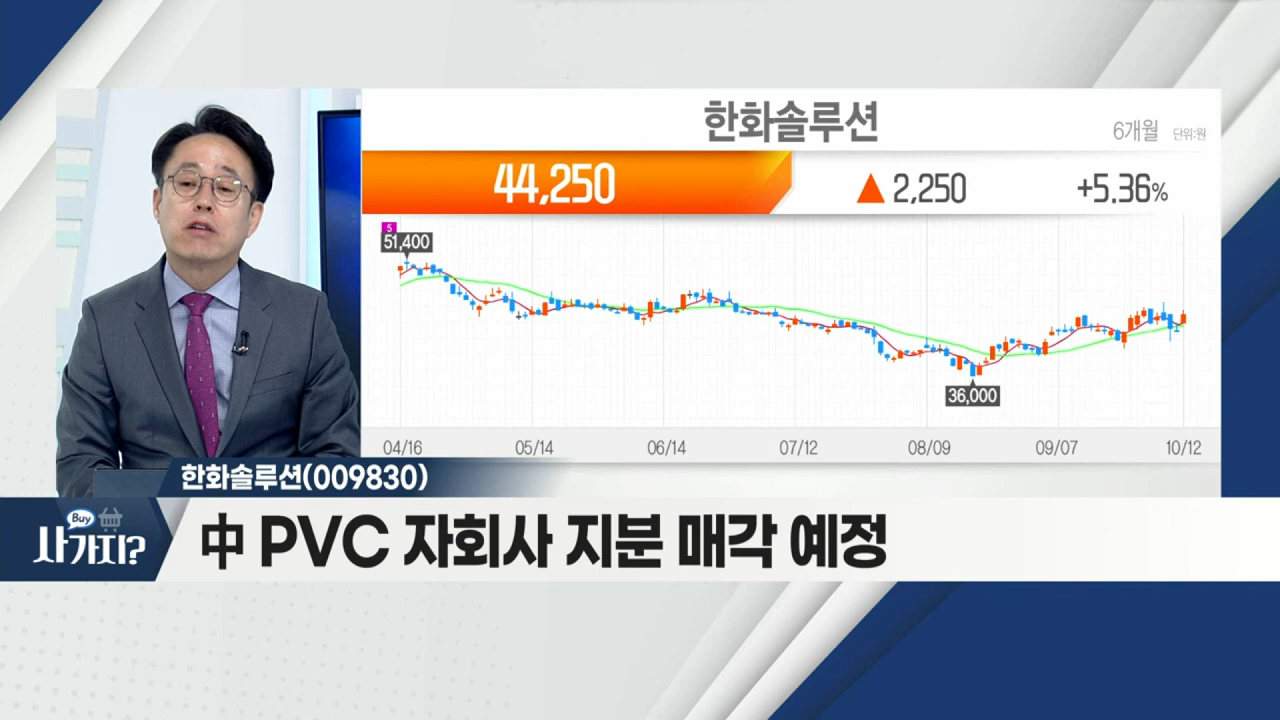 한화솔루션
6개월 단위:원
44,250 ▲ 2,250 +5.36%
5
51,400
36,000
04/16 05/14 06/14 07/12 08/09 09/07 10/12
한화솔루션(009830)
Buy
사가지?
中 PVC 자회사 지분 매각 예정